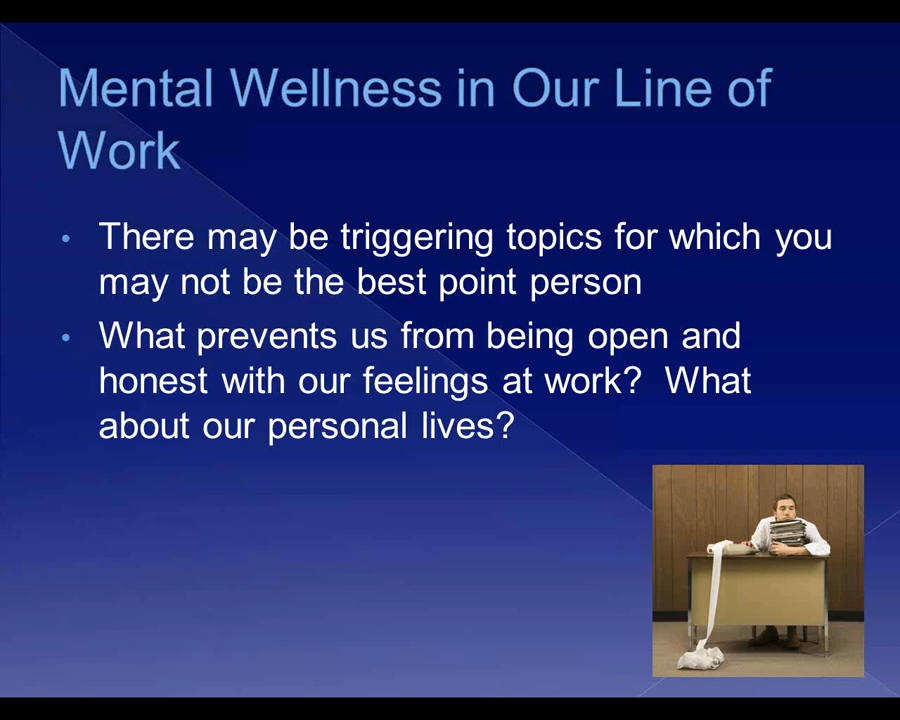 Mental Wellness in Our Line of
Work
• There may be triggering topics for which you
may not be the best point person
• What prevents us from being open and
honest with our feelings at work?  What
about our personal lives?